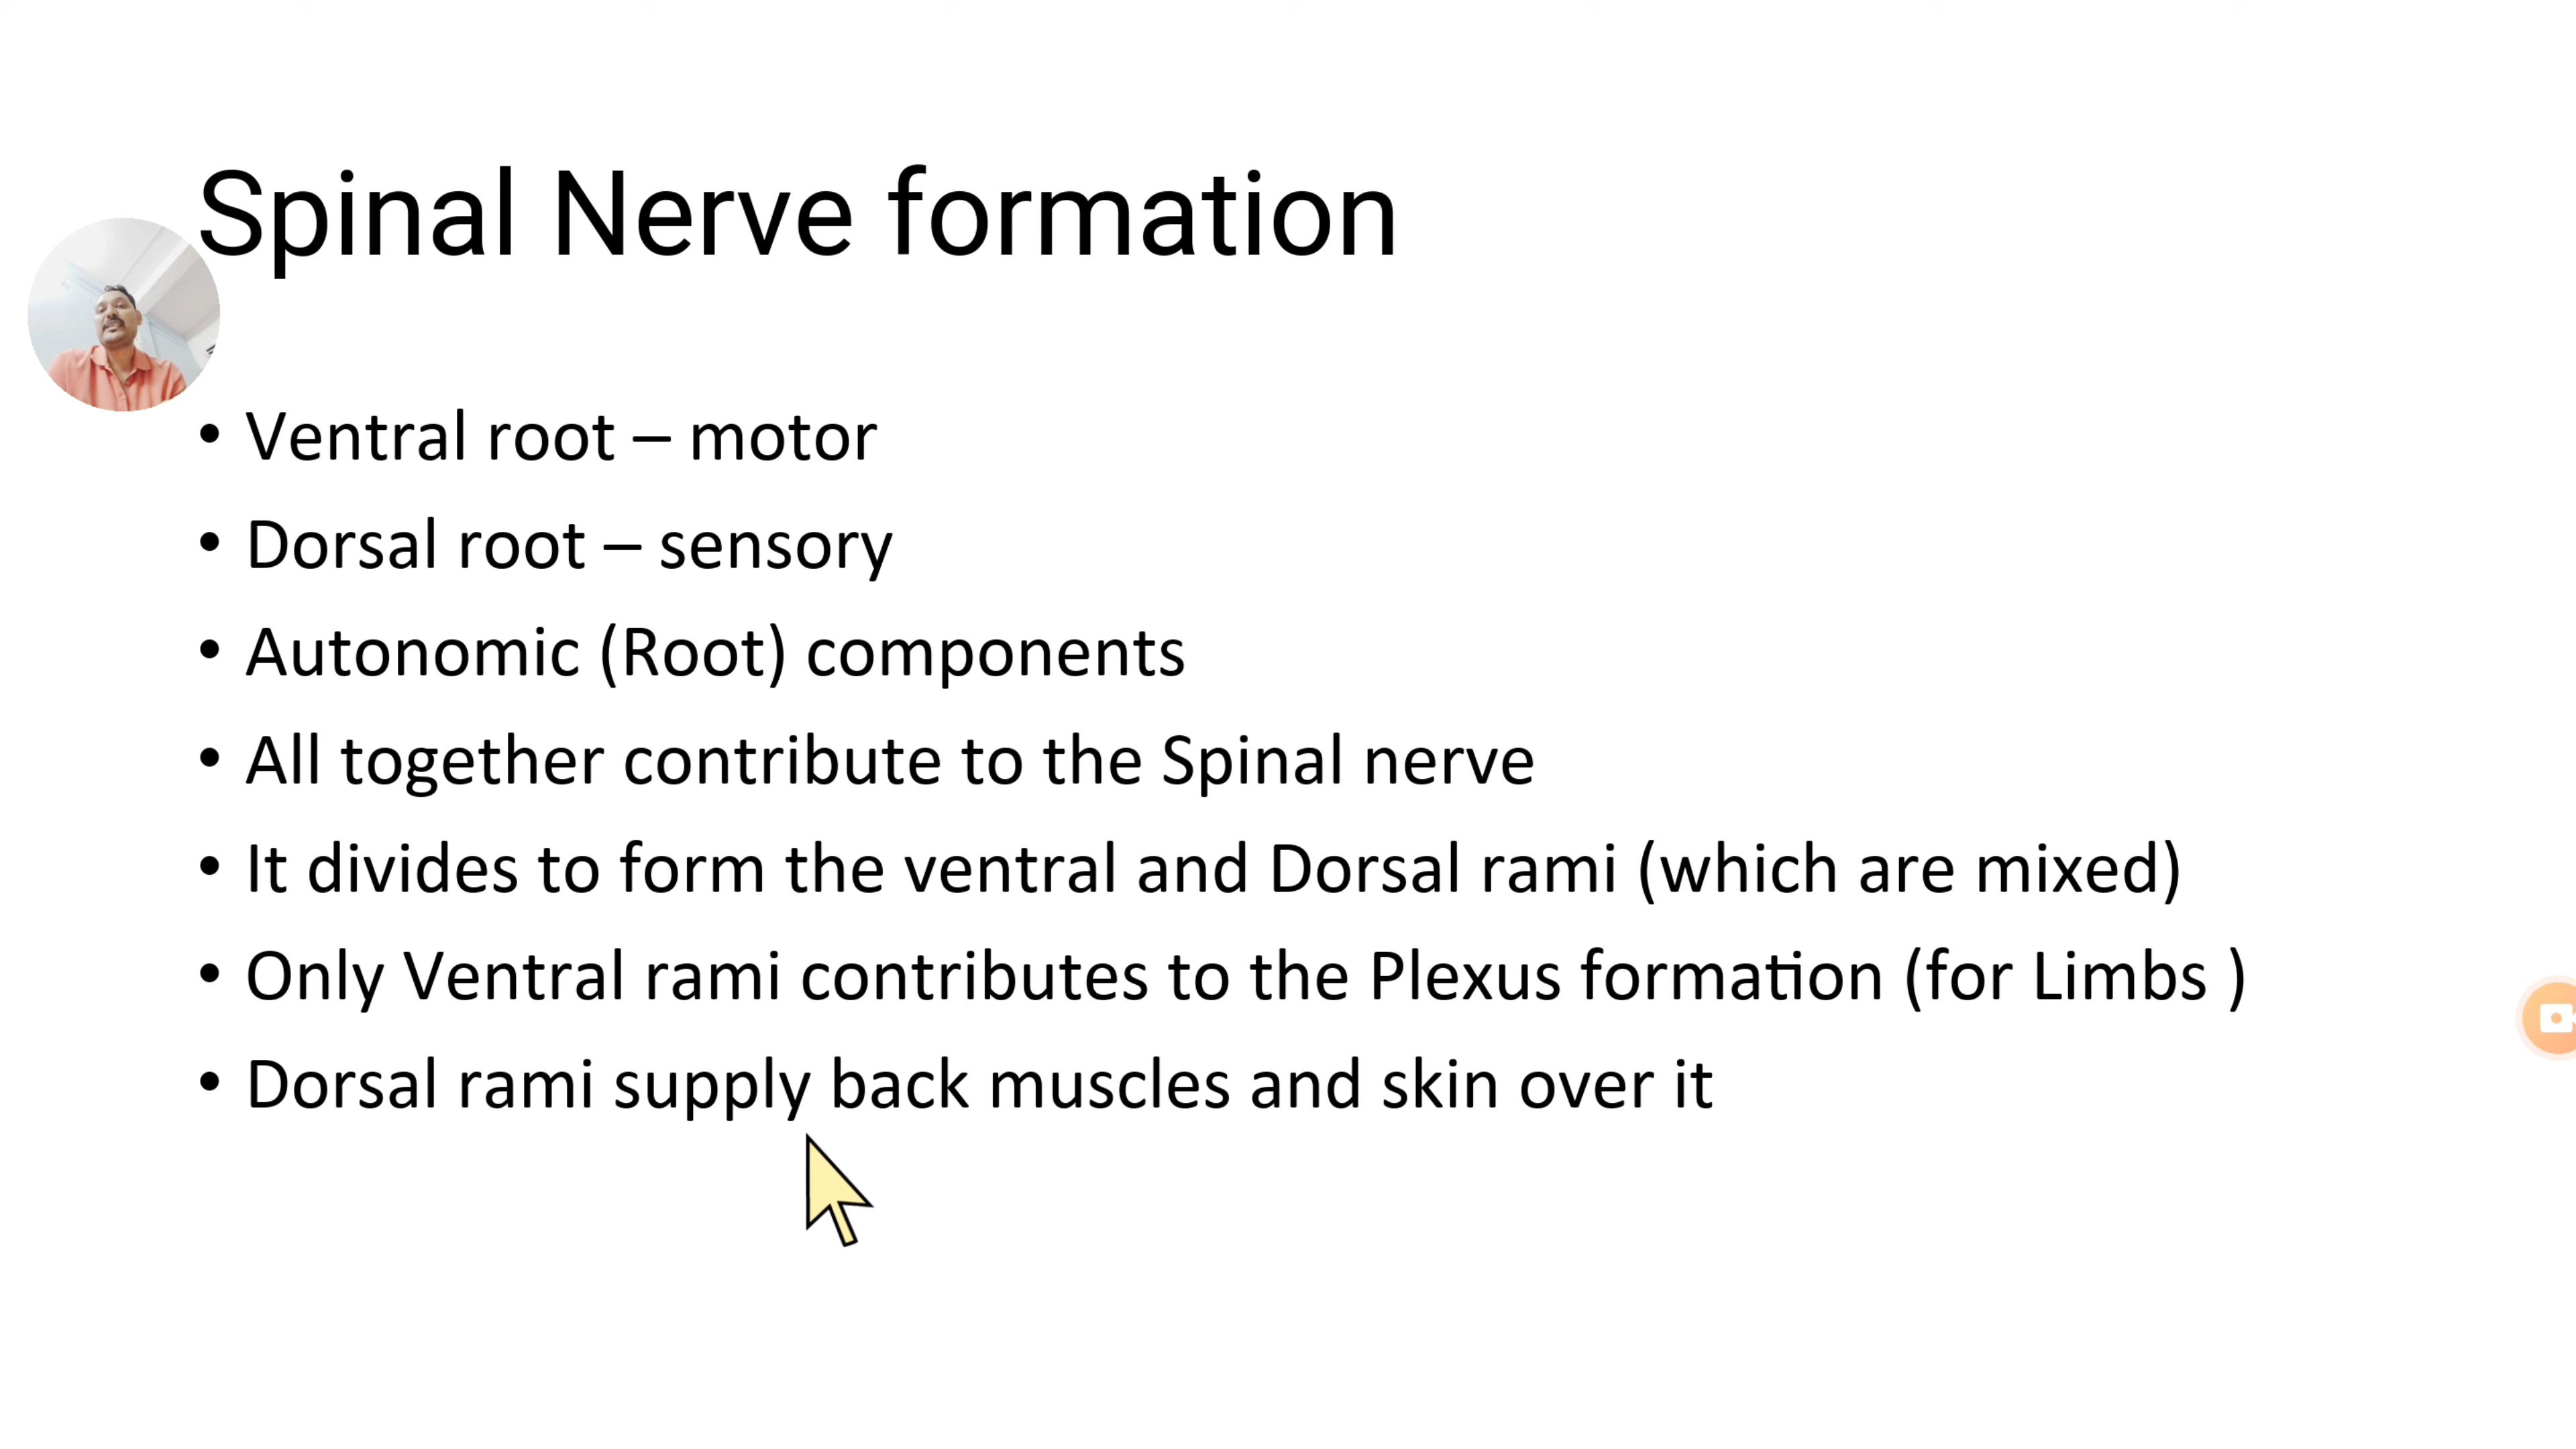 Spinal Nerve formation
• Ventral root – motor
• Dorsal root – sensory
• Autonomic (Root) components
• All together contribute to the Spinal nerve
• It divides to form the ventral and Dorsal rami (which are mixed)
• Only Ventral rami contributes to the Plexus formation (for Limbs )
• Dorsal rami supply back muscles and skin over it